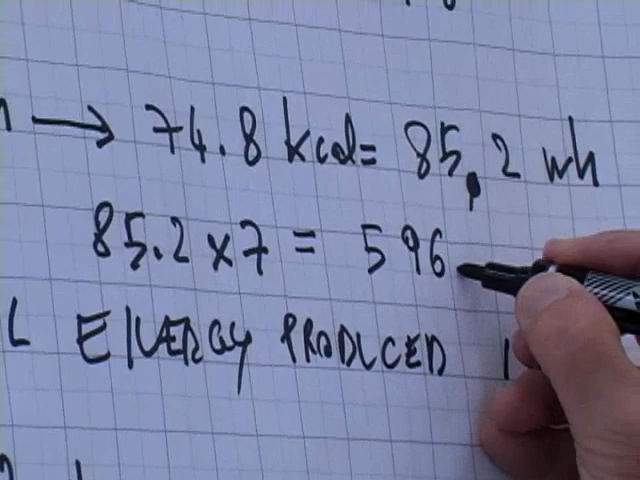 → 74.8 kcal= 85,2 wh
85.2 x 7 = 596
L ENERGY PRODUCED